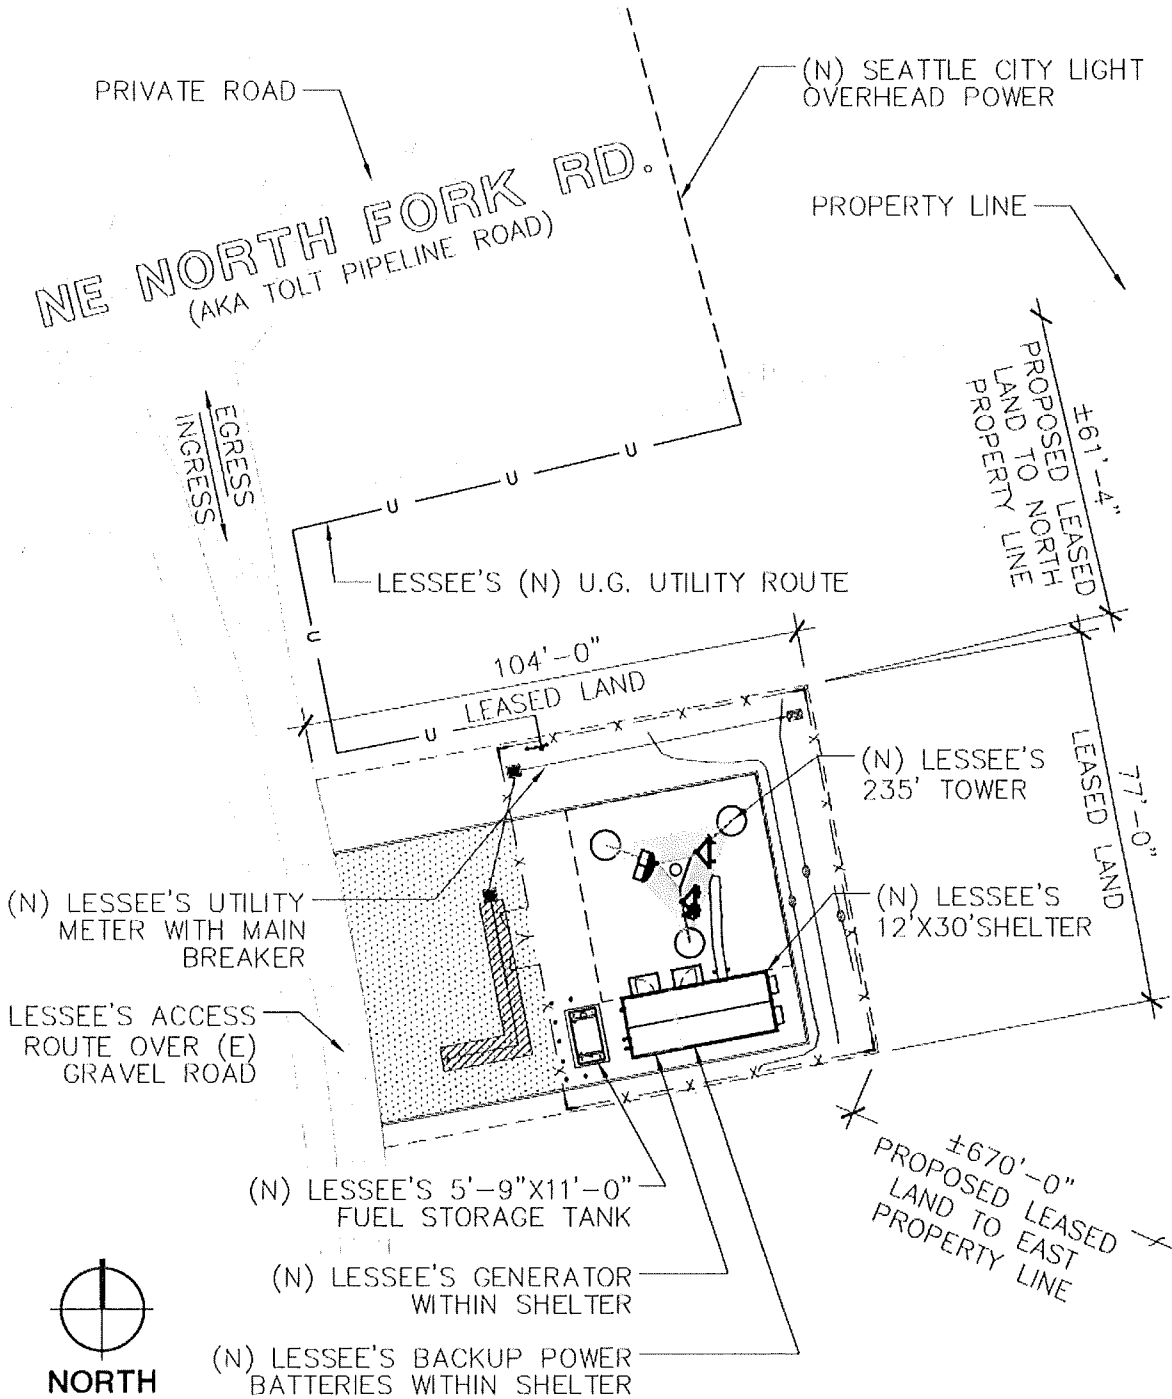 PRIVATE ROAD
(N) SEATTLE CITY LIGHT
OVERHEAD POWER
NE NORTH FORK RD.
(AKA TOLT PIPELINE ROAD)
PROPERTY LINE
EGRESS
INGRESS
±61'-4"
PROPOSED LEASED
LAND TO NORTH
PROPERTY LINE
U
U
U
LESSEE'S (N) U.G. UTILITY ROUTE
U
104'-0"
LEASED LAND
U
X
X
X
X
(N) LESSEE'S
235' TOWER
77'-0"
LEASED LAND
(N) LESSEE'S UTILITY
METER WITH MAIN
BREAKER
(N) LESSEE'S
12'X30'SHELTER
LESSEE'S ACCESS
ROUTE OVER (E)
GRAVEL ROAD
X
X
X
(N) LESSEE'S 5'-9"X11'-0"
FUEL STORAGE TANK
±670'-0"
PROPOSED LEASED
LAND TO EAST
PROPERTY LINE
(N) LESSEE'S GENERATOR
WITHIN SHELTER
(N) LESSEE'S BACKUP POWER
BATTERIES WITHIN SHELTER
NORTH